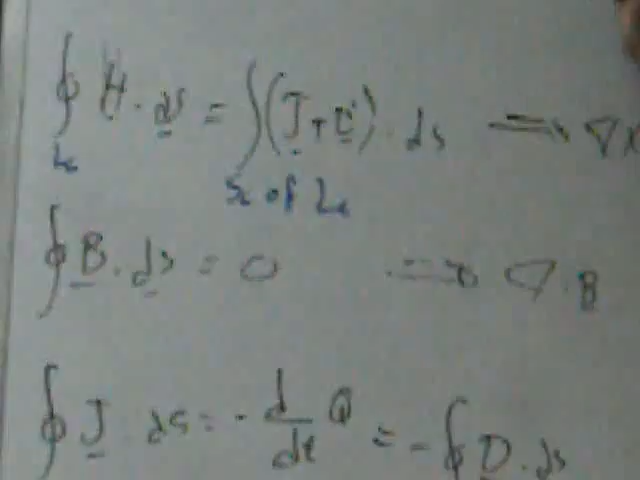 ∮ H . ds = ∫ ( J + Ḋ ) . ds ⟹ ∇×
L S of L
∮ B . ds = 0 ⟹ ∇ . B
∮ J ds = - d/dt Q = - ∮ D . ds